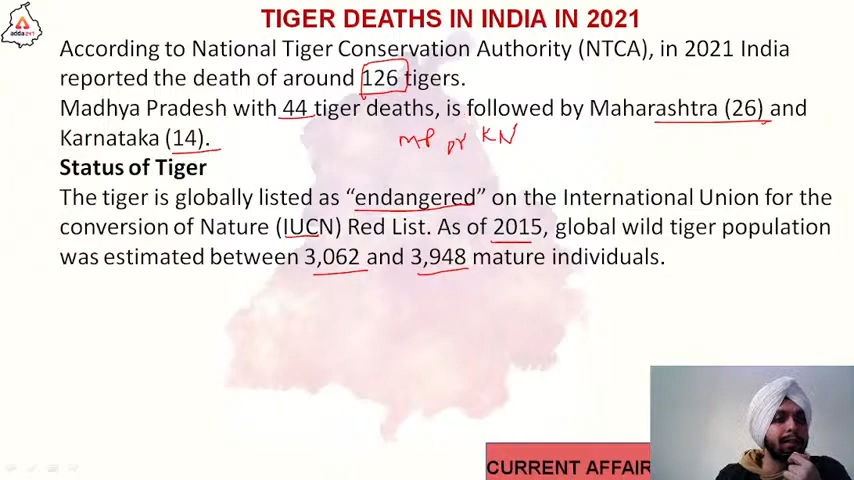 TIGER DEATHS IN INDIA IN 2021
adda247
According to National Tiger Conservation Authority (NTCA), in 2021 India
reported the death of around 126 tigers.
Madhya Pradesh with 44 tiger deaths, is followed by Maharashtra (26) and
Karnataka (14).
MP KN
Status of Tiger
The tiger is globally listed as “endangered” on the International Union for the
conversion of Nature (IUCN) Red List. As of 2015, global wild tiger population
was estimated between 3,062 and 3,948 mature individuals.
CURRENT AFFAIR